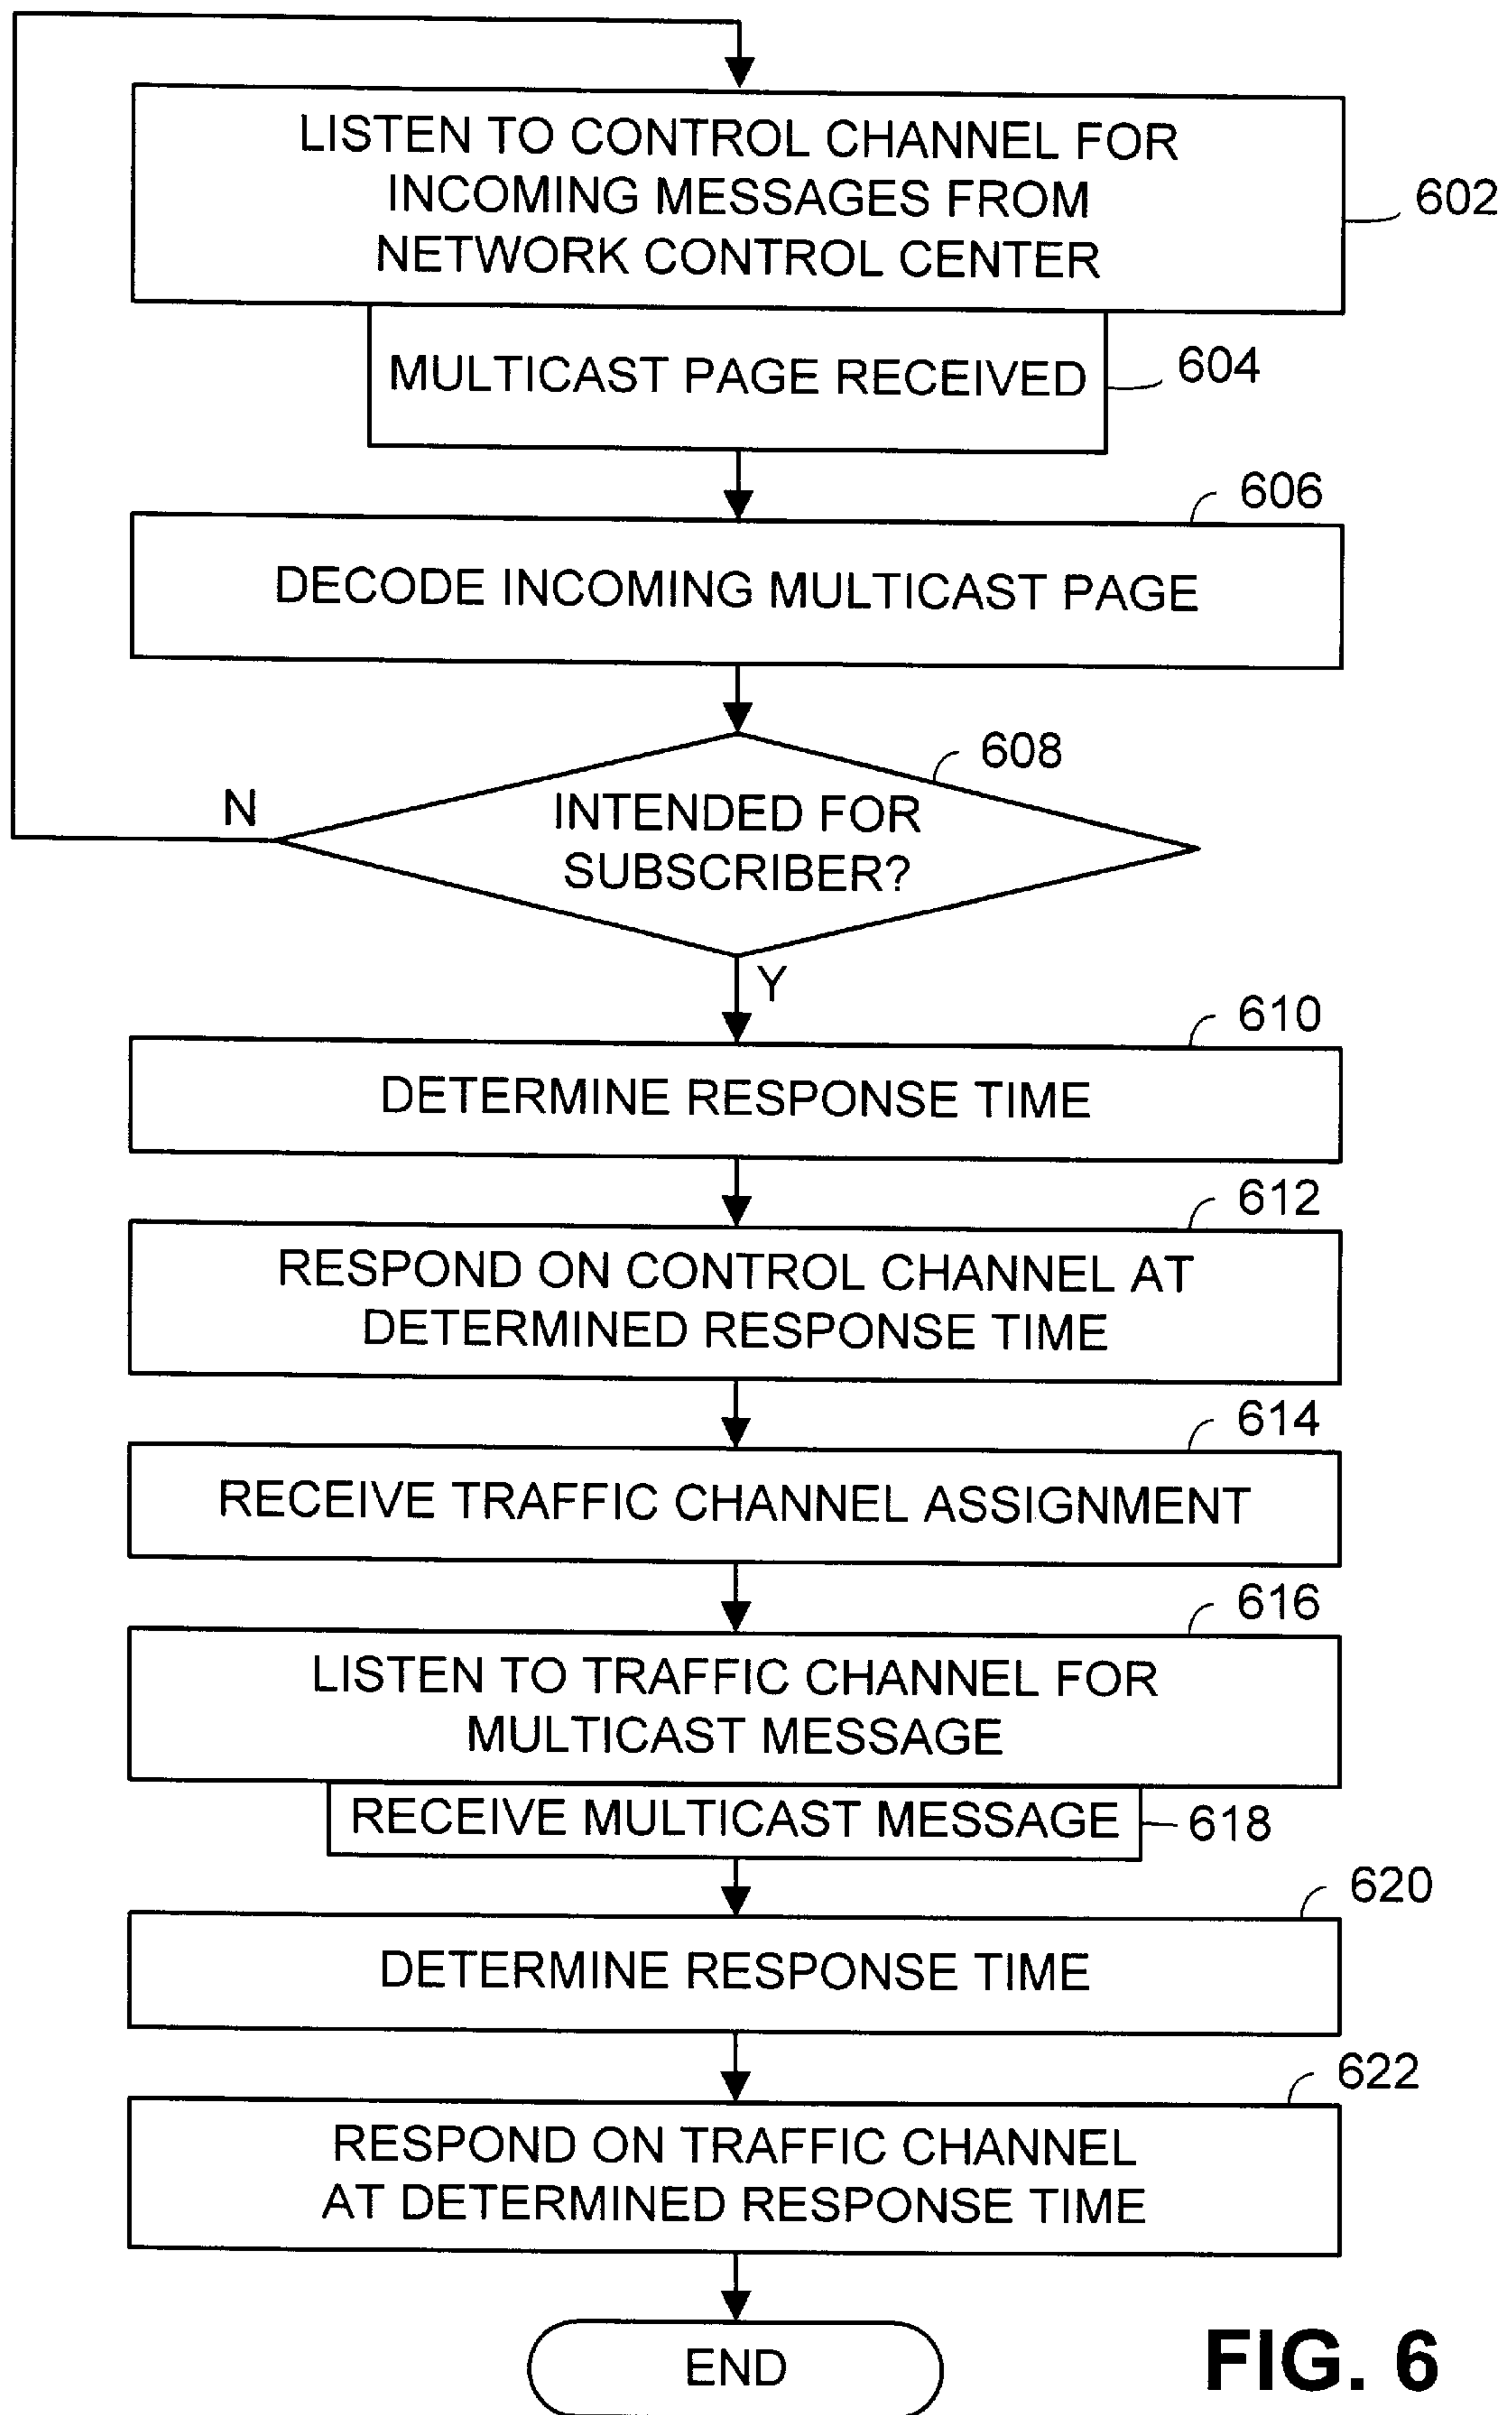 LISTEN TO CONTROL CHANNEL FOR
INCOMING MESSAGES FROM
NETWORK CONTROL CENTER
602
MULTICAST PAGE RECEIVED
604
606
DECODE INCOMING MULTICAST PAGE
608
N
INTENDED FOR
SUBSCRIBER?
Y
610
DETERMINE RESPONSE TIME
612
RESPOND ON CONTROL CHANNEL AT
DETERMINED RESPONSE TIME
614
RECEIVE TRAFFIC CHANNEL ASSIGNMENT
616
LISTEN TO TRAFFIC CHANNEL FOR
MULTICAST MESSAGE
RECEIVE MULTICAST MESSAGE
618
620
DETERMINE RESPONSE TIME
622
RESPOND ON TRAFFIC CHANNEL
AT DETERMINED RESPONSE TIME
END
FIG. 6